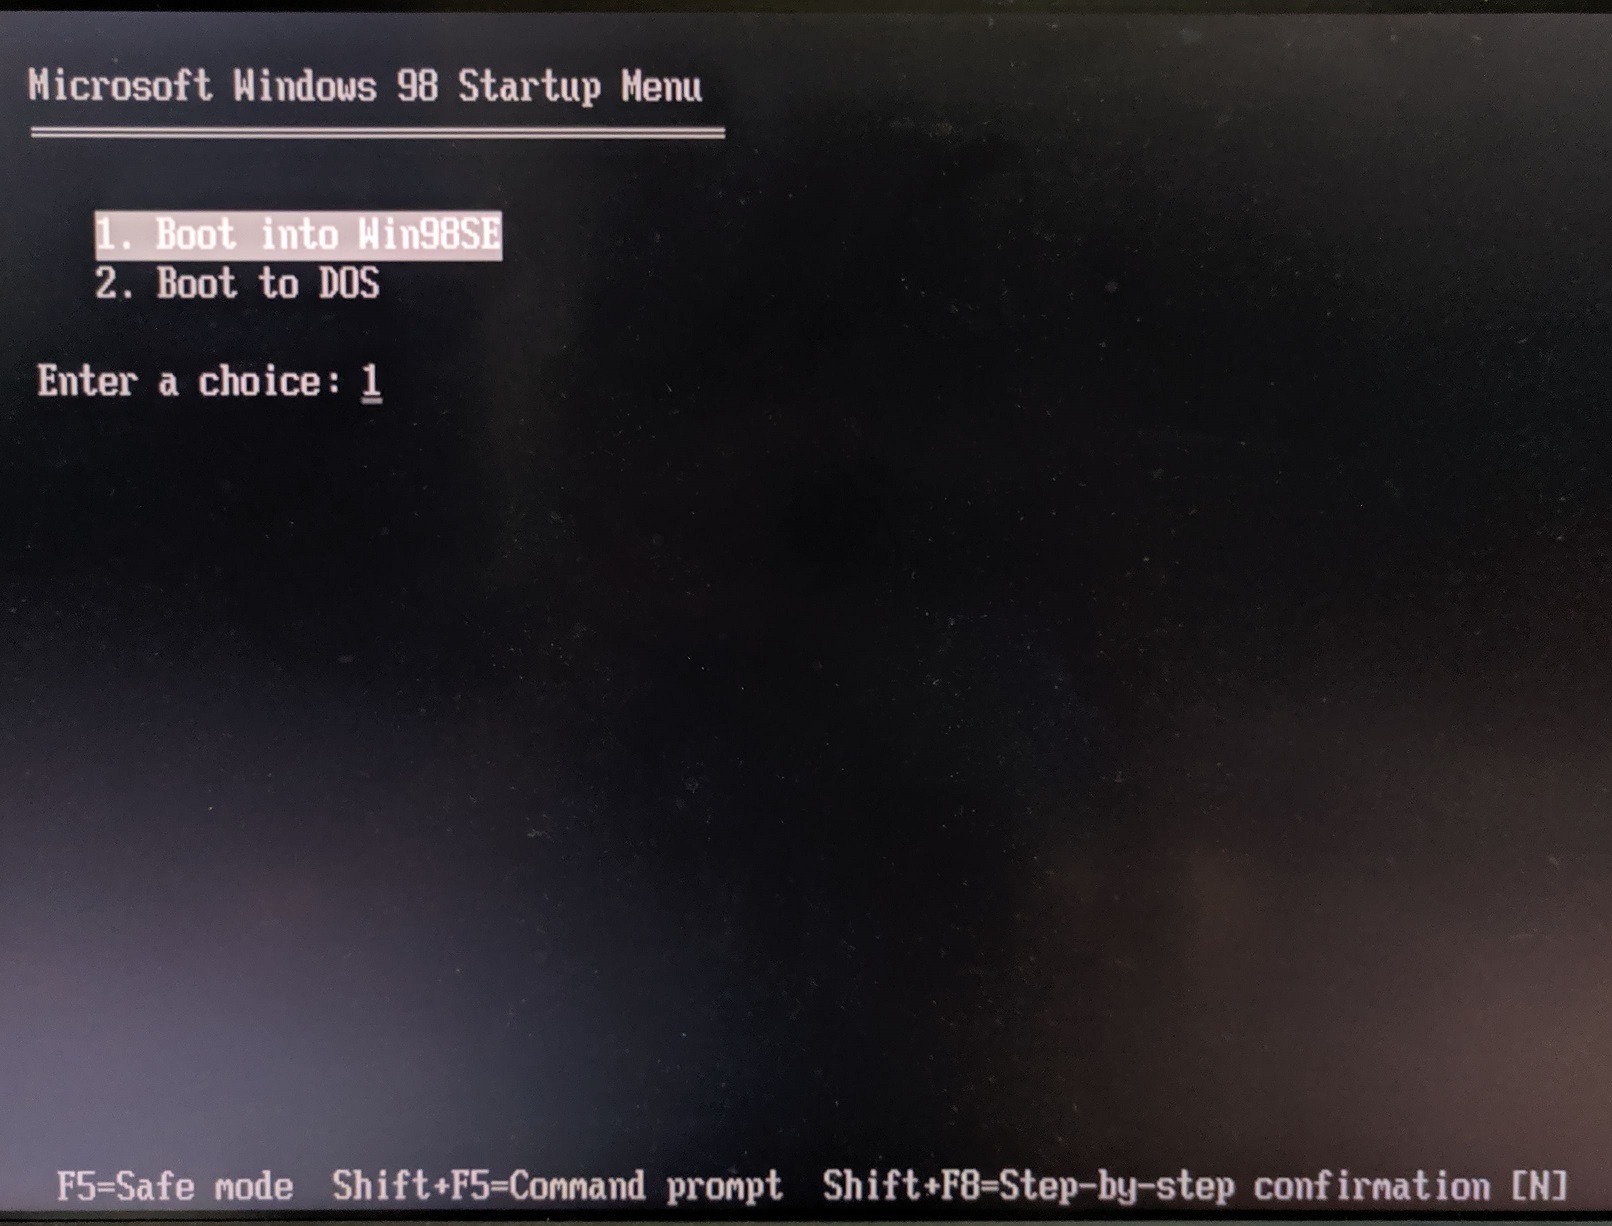 Microsoft Windows 98 Startup Menu
1. Boot into Win98SE
2. Boot to DOS
Enter a choice: 1
F5=Safe mode Shift+F5=Command prompt Shift+F8=Step-by-step confirmation [N]